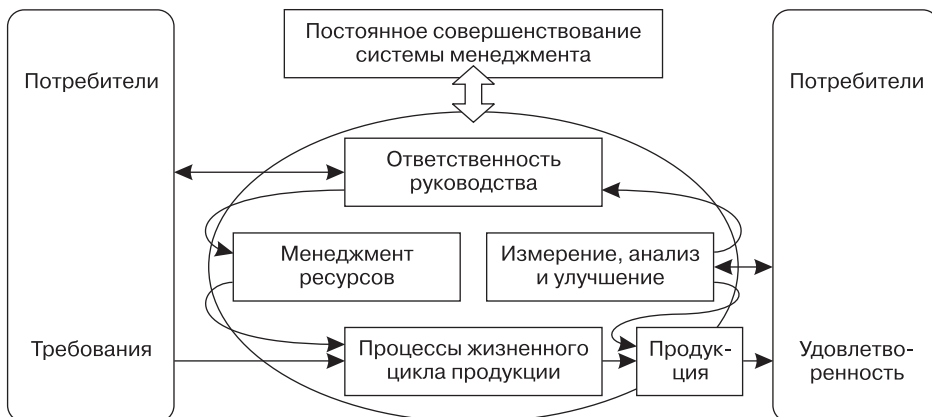 Постоянное совершенствование
системы менеджмента
Потребители
Потребители
Ответственность
руководства
Менеджмент
ресурсов
Измерение, анализ
и улучшение
Требования
Процессы жизненного
цикла продукции
Продук-
ция
Удовлетво-
ренность